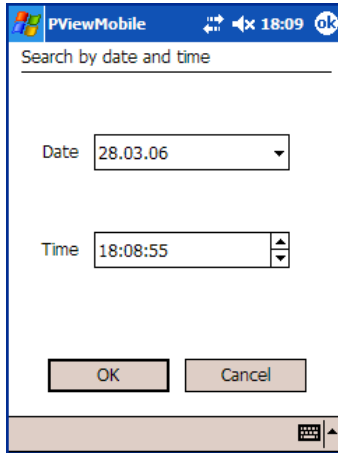 PViewMobile 18:09 ok
Search by date and time
Date 28.03.06
Time 18:08:55
OK Cancel